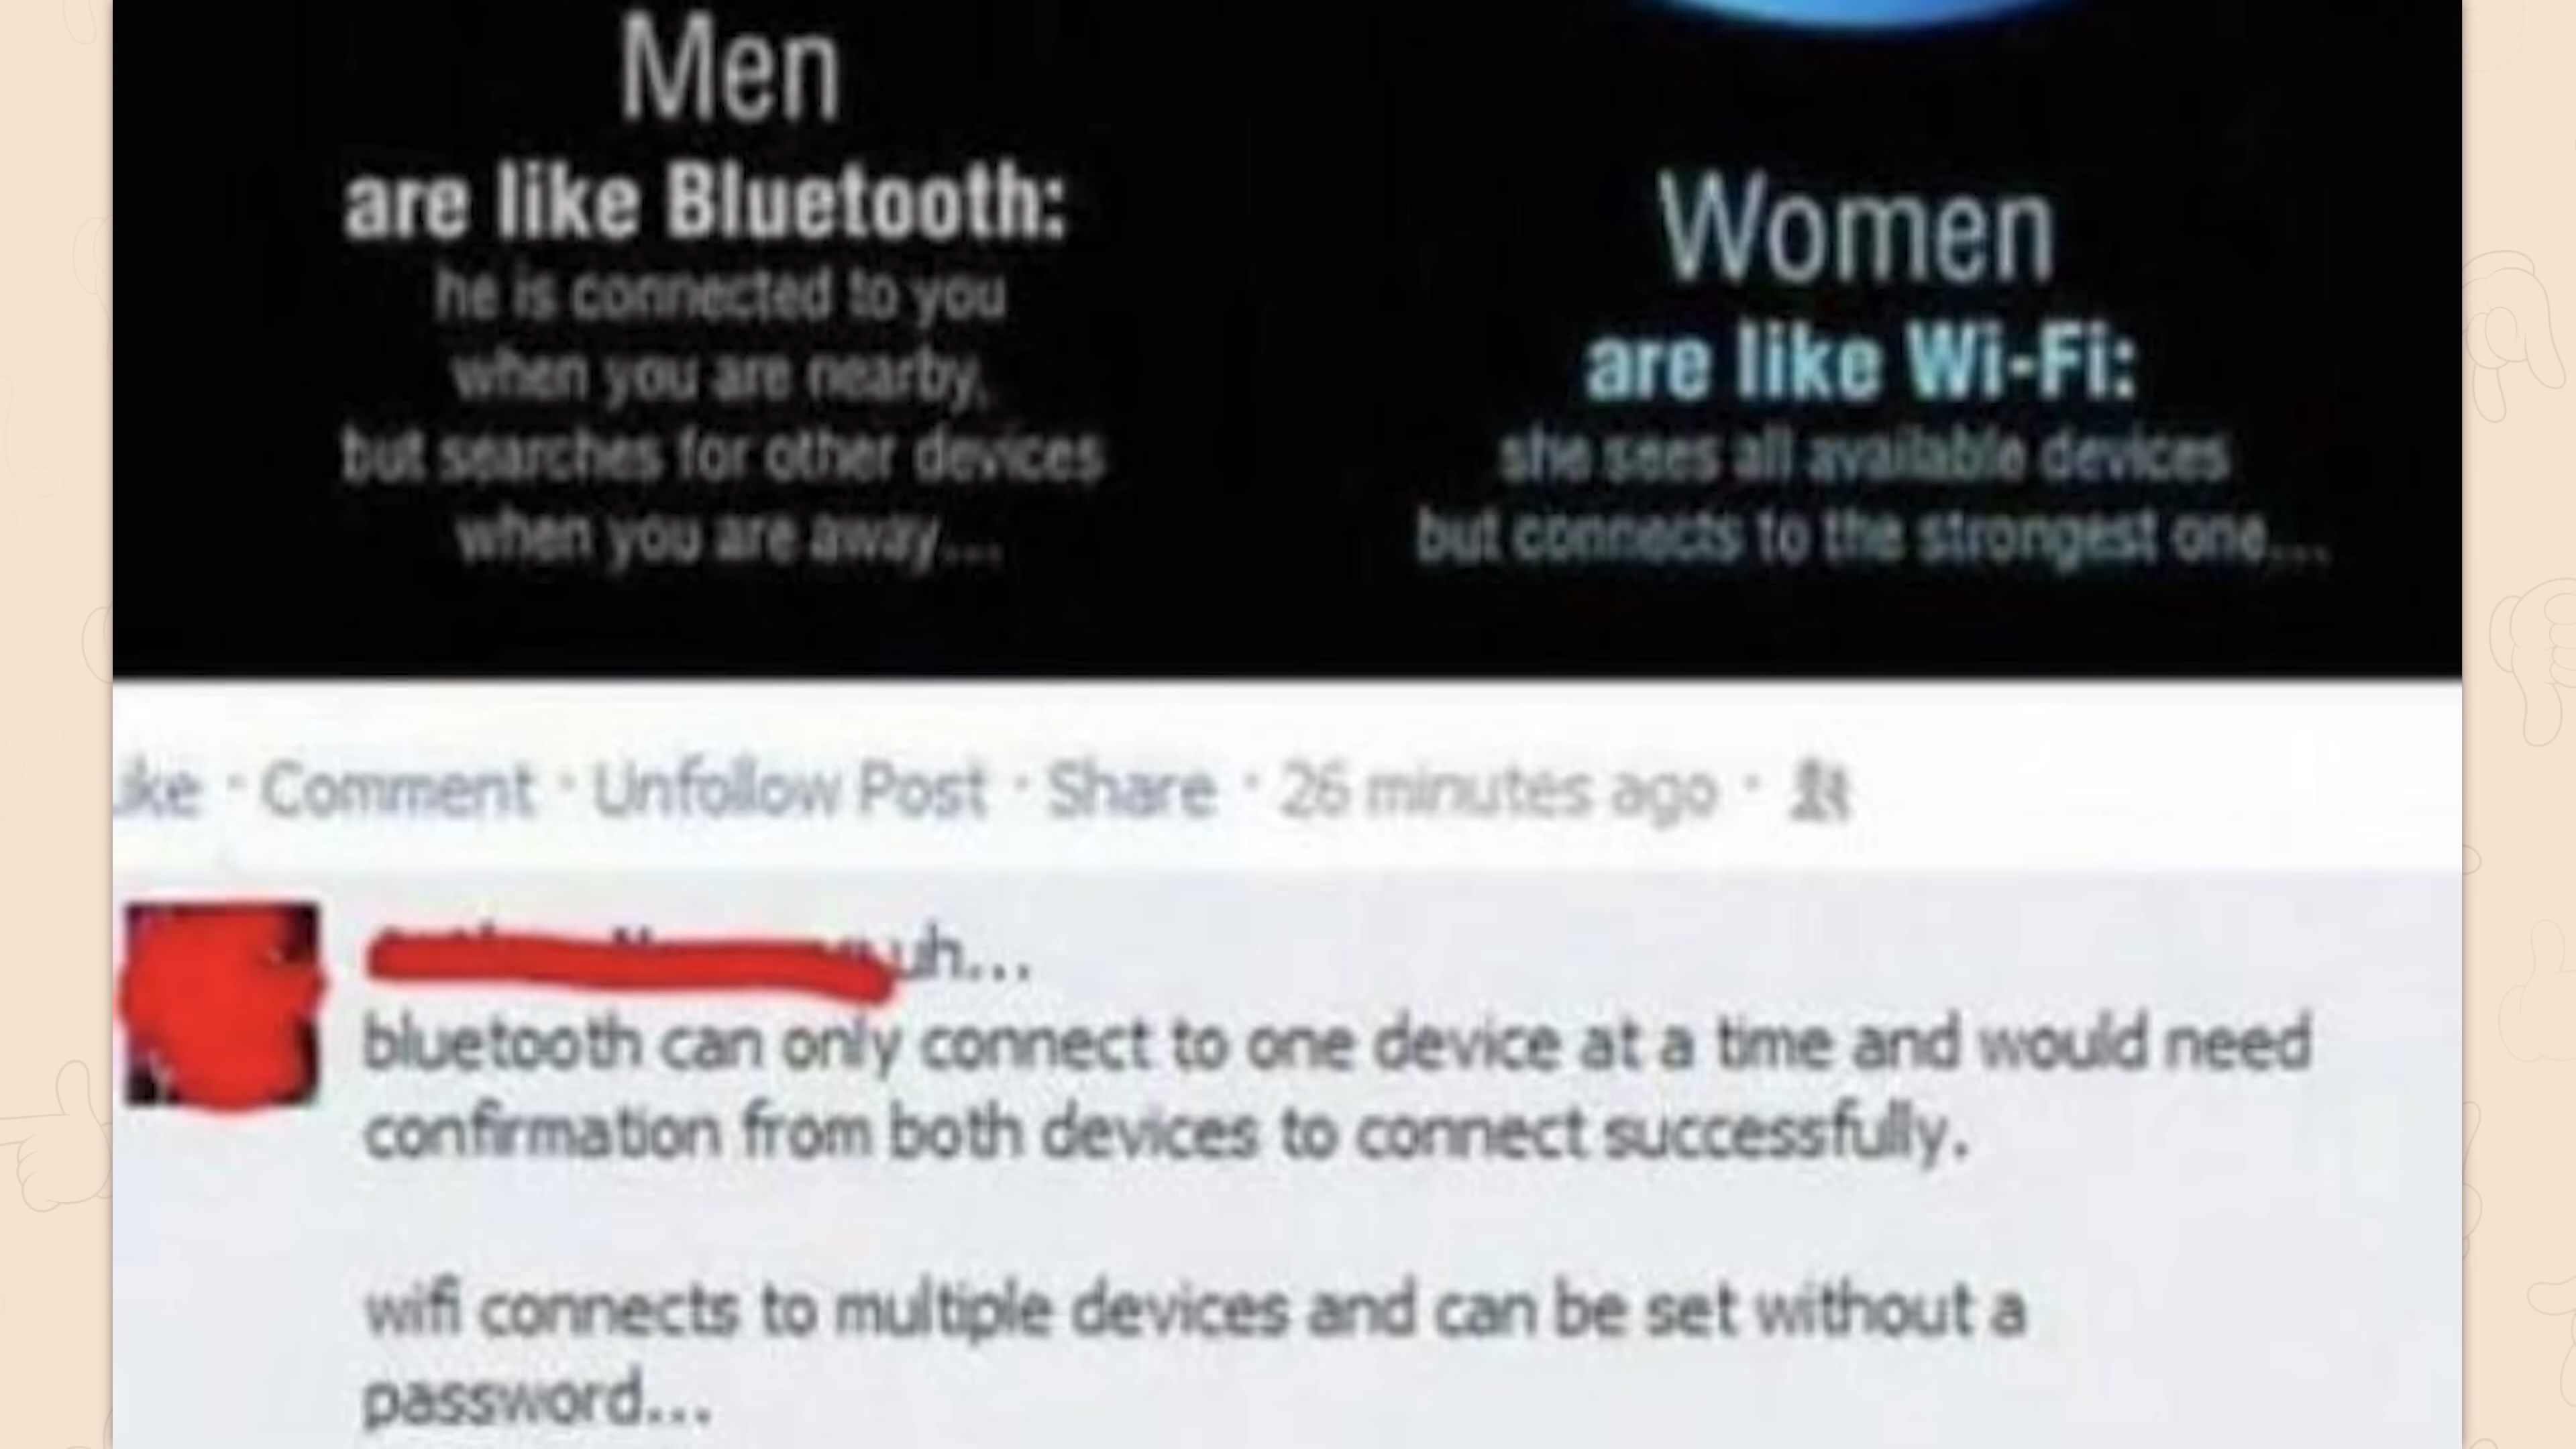 Men
are like Bluetooth:
he is connected to you
when you are nearby,
but searches for other devices
when you are away...
Women
are like Wi-Fi:
she sees all available devices
but connects to the strongest one...
ike · Comment · Unfollow Post · Share · 26 minutes ago ·
uh...
bluetooth can only connect to one device at a time and would need
confirmation from both devices to connect successfully.
wifi connects to multiple devices and can be set without a
password...